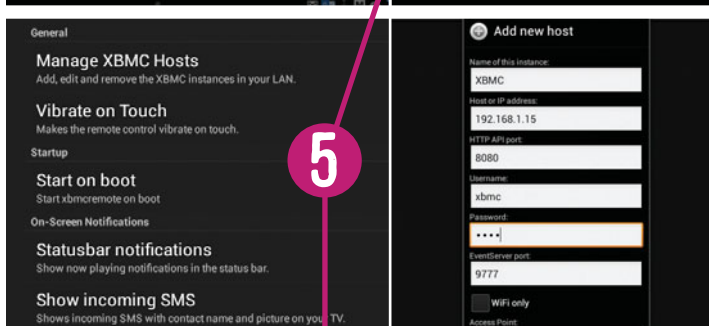 General
Manage XBMC Hosts
Add, edit and remove the XBMC instances in your LAN.
Vibrate on Touch
Makes the remote control vibrate on touch.
Startup
Start on boot
Start xbmcremote on boot
On-Screen Notifications
Statusbar notifications
Show now playing notifications in the status bar.
Show incoming SMS
Shows incoming SMS with contact name and picture on your TV.
5
Add new host
Name of this instance:
XBMC
Host or IP address:
192.168.1.15
HTTP API port:
8080
Username:
xbmc
Password:
••••
EventServer port:
9777
WiFi only
Access Point: